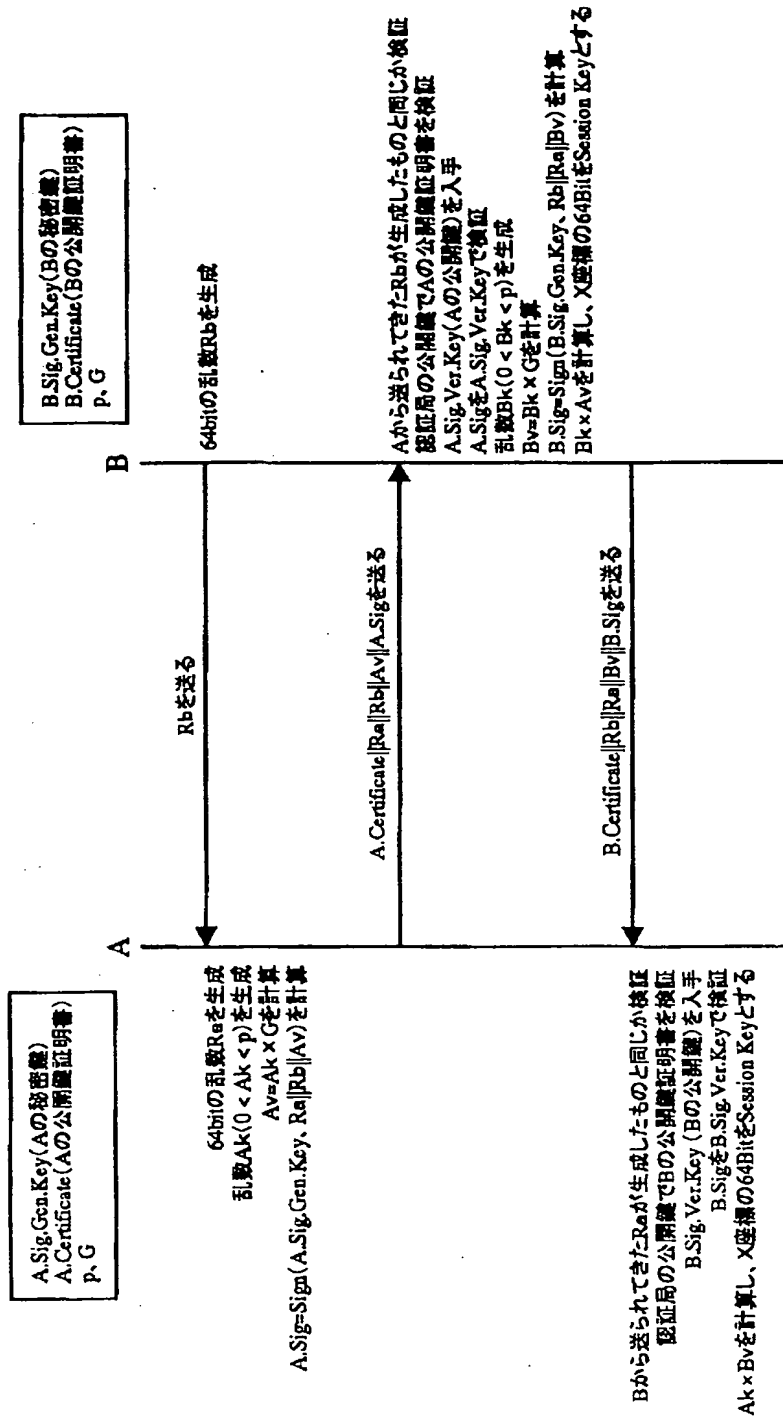 A.Sig.Gen.Key(Aの秘密鍵)
A.Certificate(Aの公開鍵証明書)
p、G
B.Sig.Gen.Key(Bの秘密鍵)
B.Certificate(Bの公開鍵証明書)
p、G
A
B
64bitの乱数Rbを生成
Rbを送る
64bitの乱数Raを生成
乱数Ak(0 < Ak < p)を生成
Av=Ak×Gを計算
A.Sig=Sign(A.Sig.Gen.Key、Ra||Rb||Av)を計算
A.Certificate||Ra||Rb||Av||A.Sigを送る
Aから送られてきたRbが生成したものと同じか検証
認証局の公開鍵でAの公開鍵証明書を検証
A.Sig.Ver.Key(Aの公開鍵)を入手
A.SigをA.Sig.Ver.Keyで検証
乱数Bk(0 < Bk < p)を生成
Bv=Bk×Gを計算
B.Sig=Sign(B.Sig.Gen.Key、Rb||Ra||Bv)を計算
Bk×Avを計算し、X座標の64BitをSession Keyとする
B.Certificate||Rb||Ra||Bv||B.Sigを送る
Bから送られてきたRaが生成したものと同じか検証
認証局の公開鍵でBの公開鍵証明書を検証
B.Sig.Ver.Key (Bの公開鍵)を入手
B.SigをB.Sig.Ver.Keyで検証
Ak×Bvを計算し、X座標の64BitをSession Keyとする